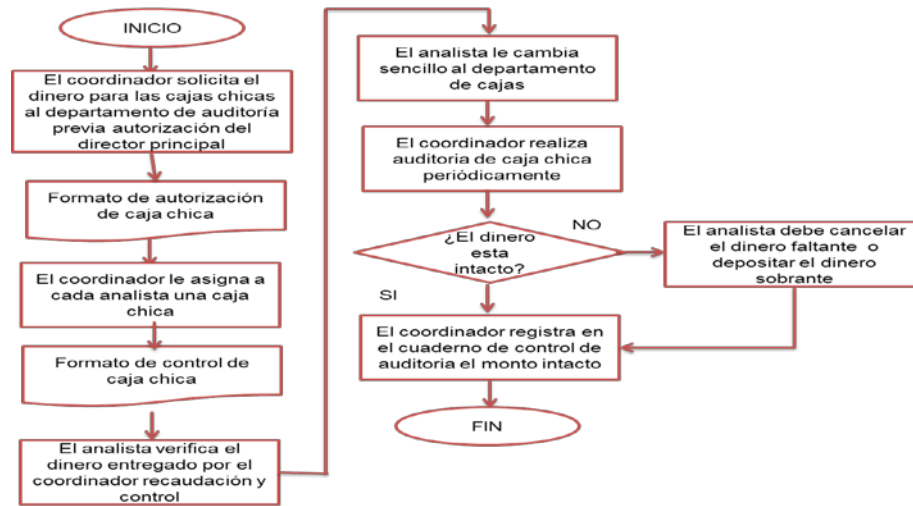 INICIO
El coordinador solicita el
dinero para las cajas chicas
al departamento de auditoría
previa autorización del
director principal
Formato de autorización
de caja chica
El coordinador le asigna a
cada analista una caja
chica
Formato de control de
caja chica
El analista verifica el
dinero entregado por el
coordinador recaudación y
control
El analista le cambia
sencillo al departamento
de cajas
El coordinador realiza
auditoria de caja chica
periódicamente
¿El dinero
esta
intacto?
NO
El analista debe cancelar
el dinero faltante o
depositar el dinero
sobrante
SI
El coordinador registra en
el cuaderno de control de
auditoria el monto intacto
FIN